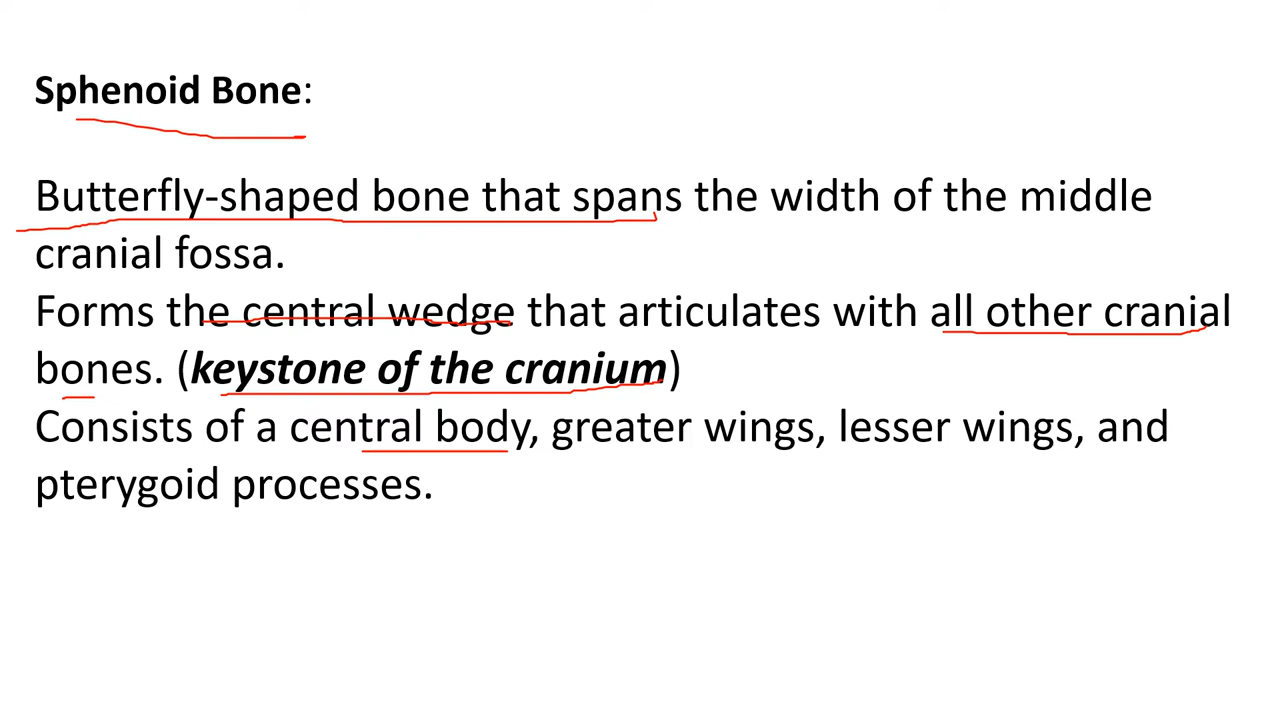 Sphenoid Bone:
Butterfly-shaped bone that spans the width of the middle
cranial fossa.
Forms the central wedge that articulates with all other cranial
bones. (keystone of the cranium)
Consists of a central body, greater wings, lesser wings, and
pterygoid processes.